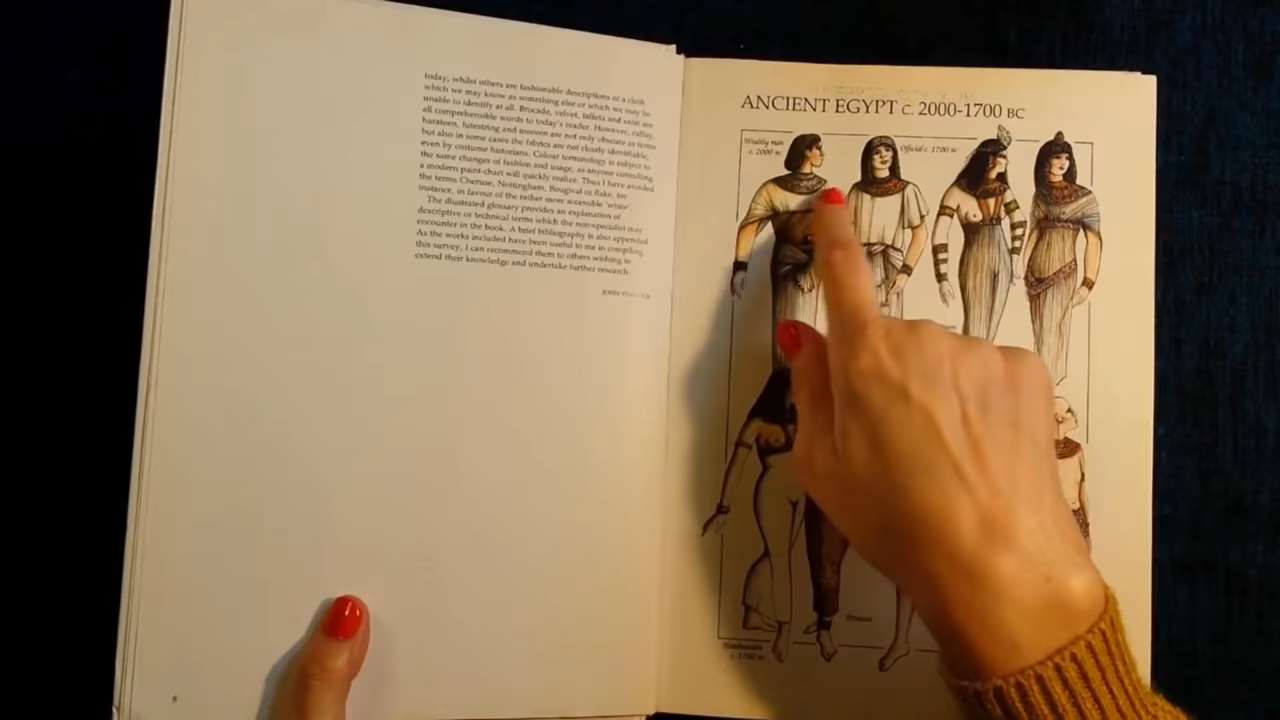 today, whilst others are fashionable descriptions of a cloth
which we may know as something else or which we may be
unable to identify at all. Brocade, velvet, taffeta and satin are
all comprehensible words to today's reader. However, callay,
harateen, lutestring and moreen are not only obscure as terms
but also in some cases the fabrics are not clearly identifiable,
even by costume historians. Colour terminology is subject to
the same changes of fashion and usage, as anyone consulting
a modern paint-chart will quickly realize. Thus I have avoided
the terms Cheruse, Nottingham, Bougival or flake, for
instance, in favour of the rather more accessible 'white'.
The illustrated glossary provides an explanation of
descriptive or technical terms which the non-specialist may
encounter in the book. A brief bibliography is also appended.
As the works included have been useful to me in compiling
this survey, I can recommend them to others wishing to
extend their knowledge and undertake further research.
JOHN PEACOCK
8
ANCIENT EGYPT c. 2000-1700 BC
Wealthy man
c. 2000 BC
Official c. 1700 BC
c. 1700 BC